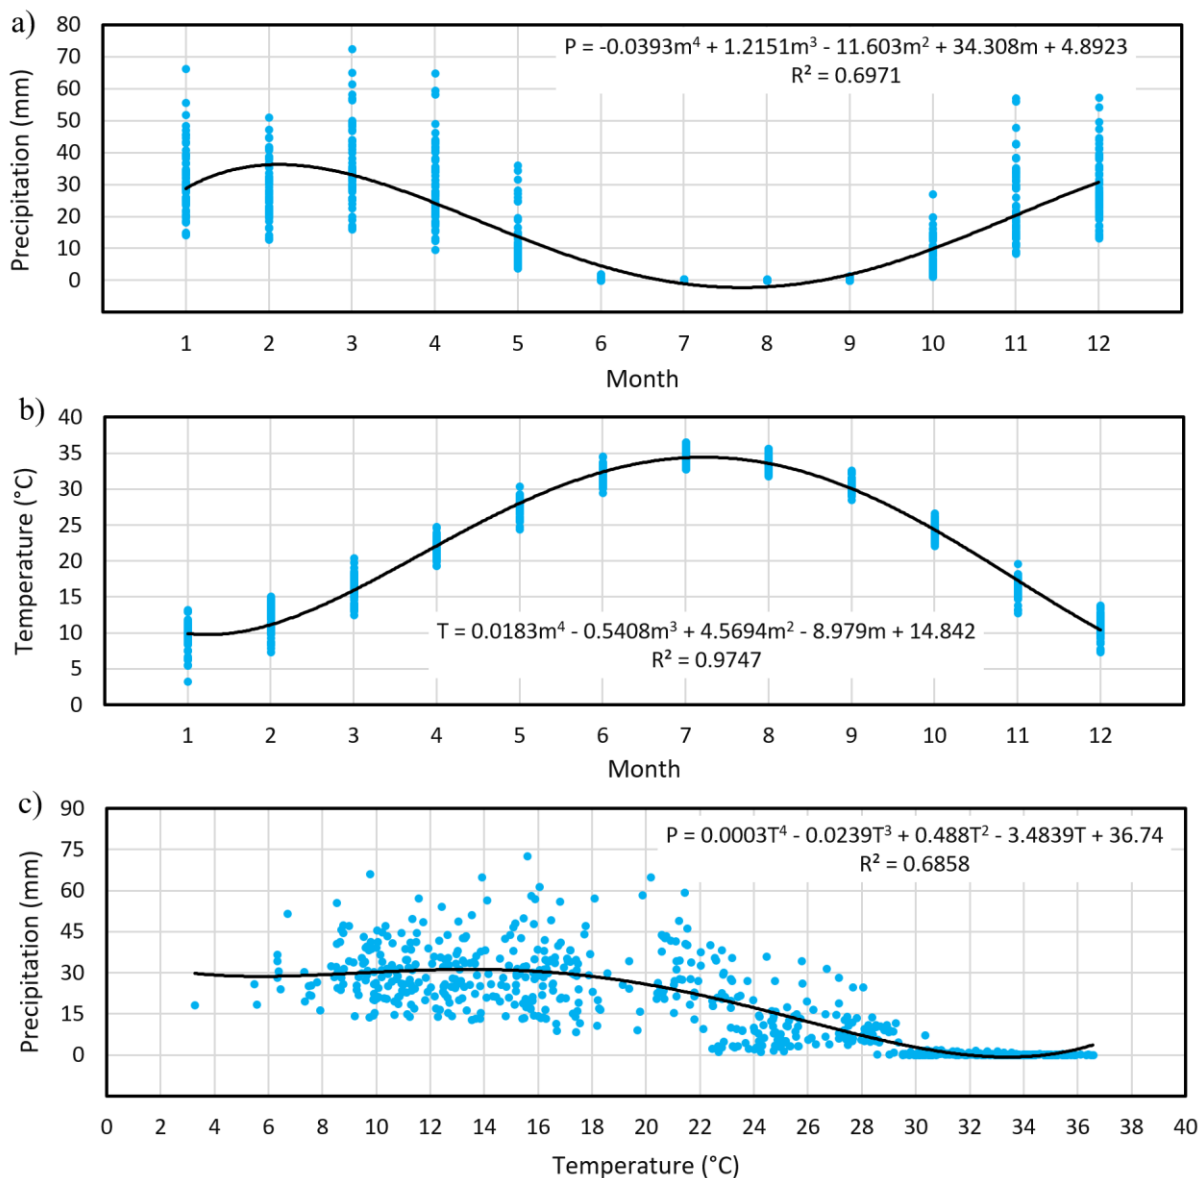 a)
Precipitation (mm)
80
70
60
50
40
30
20
10
0
P = -0.0393m⁴ + 1.2151m³ - 11.603m² + 34.308m + 4.8923
R² = 0.6971
1 2 3 4 5 6 7 8 9 10 11 12
Month
b)
Temperature (°C)
40
35
30
25
20
15
10
5
0
T = 0.0183m⁴ - 0.5408m³ + 4.5694m² - 8.979m + 14.842
R² = 0.9747
1 2 3 4 5 6 7 8 9 10 11 12
Month
c)
Precipitation (mm)
90
75
60
45
30
15
0
P = 0.0003T⁴ - 0.0239T³ + 0.488T² - 3.4839T + 36.74
R² = 0.6858
0 2 4 6 8 10 12 14 16 18 20 22 24 26 28 30 32 34 36 38 40
Temperature (°C)